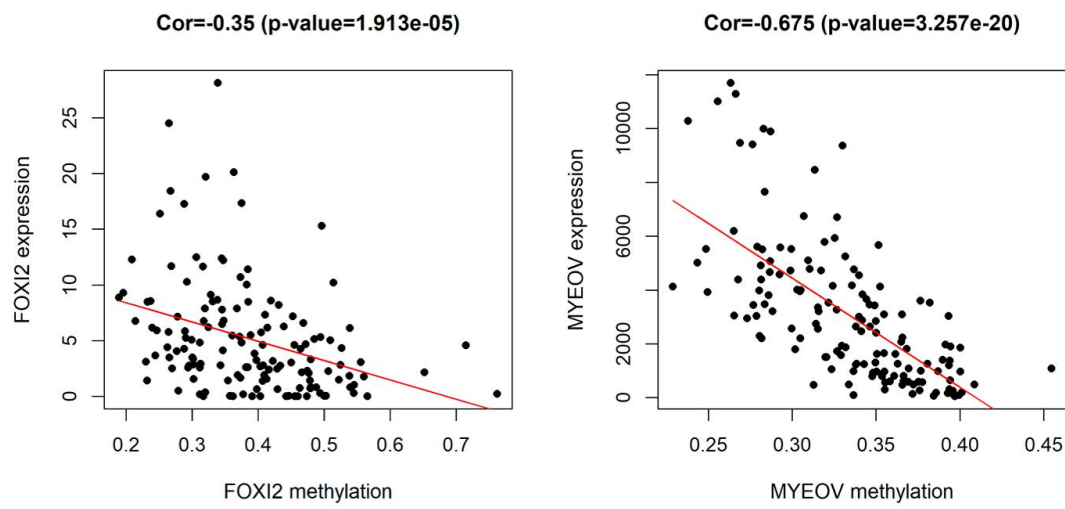 Cor=-0.35 (p-value=1.913e-05)
FOXI2 expression
25
20
15
10
5
0
0.2 0.3 0.4 0.5 0.6 0.7
FOXI2 methylation
Cor=-0.675 (p-value=3.257e-20)
MYEOV expression
10000
6000
2000
0
0.25 0.30 0.35 0.40 0.45
MYEOV methylation